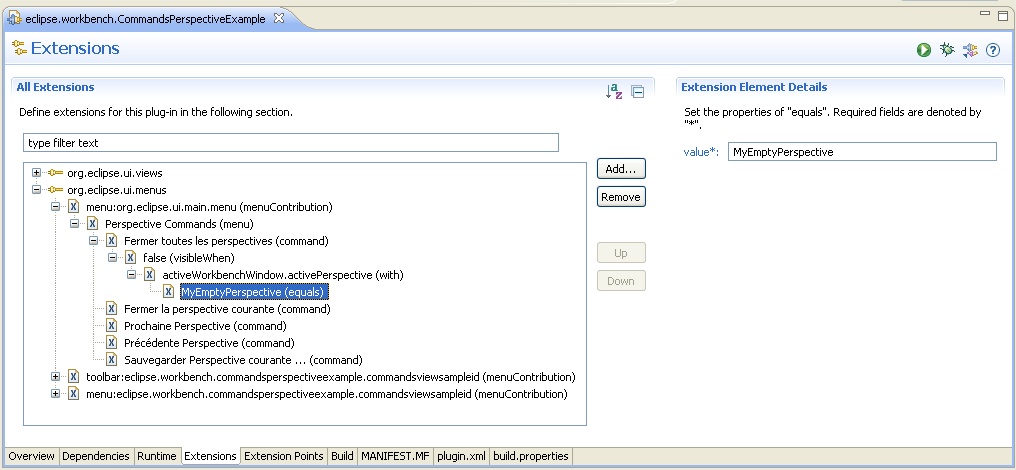 eclipse.workbench.CommandsPerspectiveExample
Extensions
All Extensions
Define extensions for this plug-in in the following section.
type filter text
org.eclipse.ui.views
org.eclipse.ui.menus
menu:org.eclipse.ui.main.menu (menuContribution)
Perspective Commands (menu)
Fermer toutes les perspectives (command)
false (visibleWhen)
activeWorkbenchWindow.activePerspective (with)
MyEmptyPerspective (equals)
Fermer la perspective courante (command)
Prochaine Perspective (command)
Précédente Perspective (command)
Sauvegarder Perspective courante ... (command)
toolbar:eclipse.workbench.commandsperspectiveexample.commandsviewsampleid (menuContribution)
menu:eclipse.workbench.commandsperspectiveexample.commandsviewsampleid (menuContribution)
Add...
Remove
Up
Down
Extension Element Details
Set the properties of "equals". Required fields are denoted by
"*".
value*: MyEmptyPerspective
Overview Dependencies Runtime Extensions Extension Points Build MANIFEST.MF plugin.xml build.properties